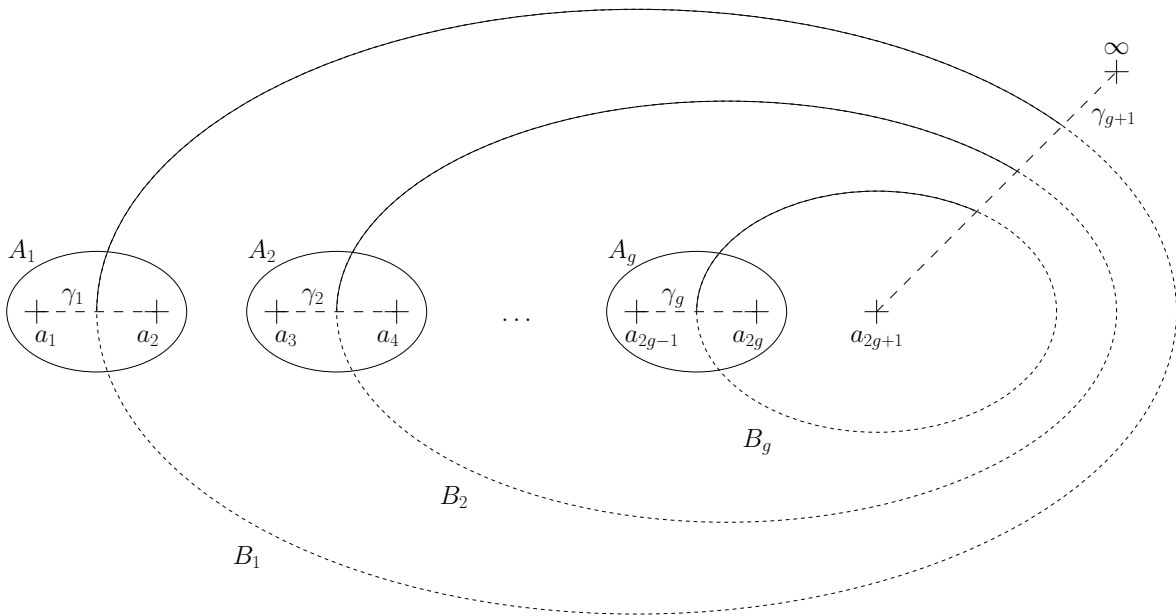 ∞
γ_{g+1}
A_1 A_2 A_g
γ_1 γ_2 γ_g
a_1 a_2 a_3 a_4 … a_{2g−1} a_{2g} a_{2g+1}
B_g
B_2
B_1